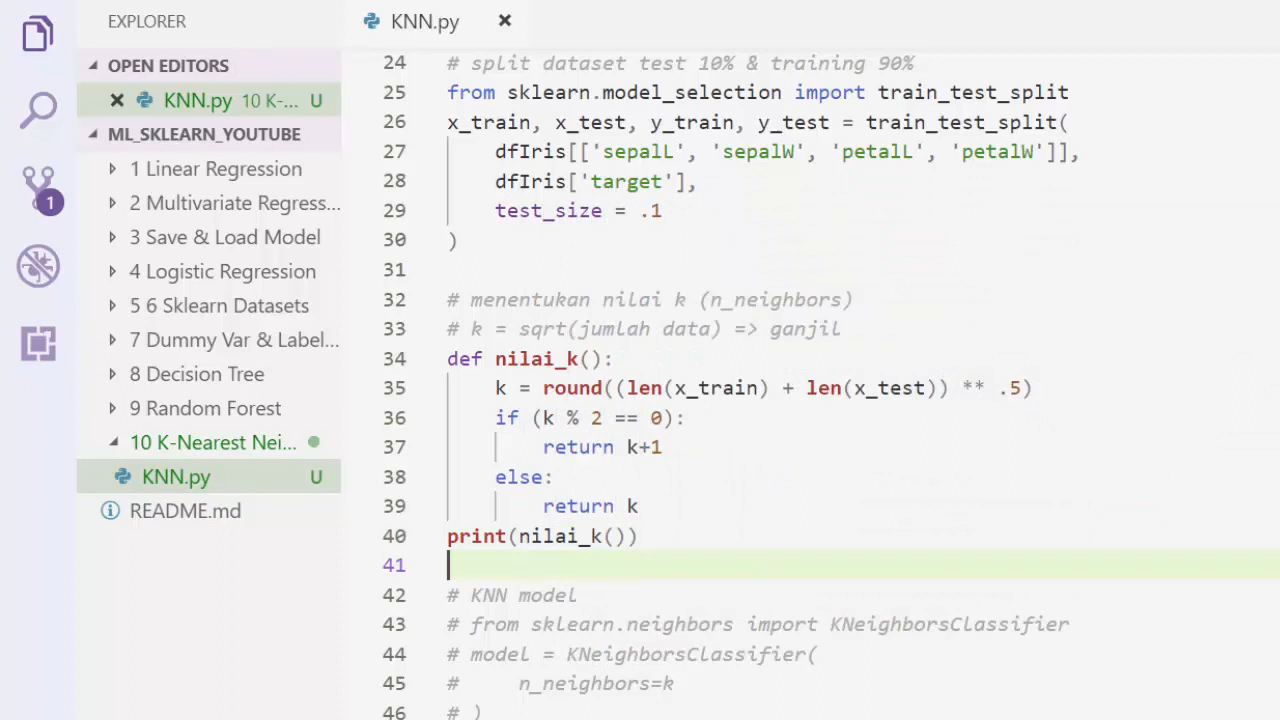 EXPLORER
OPEN EDITORS
KNN.py 10 K-... U
ML_SKLEARN_YOUTUBE
1 Linear Regression
2 Multivariate Regress...
3 Save & Load Model
4 Logistic Regression
5 6 Sklearn Datasets
7 Dummy Var & Label...
8 Decision Tree
9 Random Forest
10 K-Nearest Nei...
KNN.py U
README.md
1
KNN.py
24 # split dataset test 10% & training 90%
25 from sklearn.model_selection import train_test_split
26 x_train, x_test, y_train, y_test = train_test_split(
27     dfIris[['sepalL', 'sepalW', 'petalL', 'petalW']],
28     dfIris['target'],
29     test_size = .1
30 )
31
32 # menentukan nilai k (n_neighbors)
33 # k = sqrt(jumlah data) => ganjil
34 def nilai_k():
35     k = round((len(x_train) + len(x_test)) ** .5)
36     if (k % 2 == 0):
37         return k+1
38     else:
39         return k
40 print(nilai_k())
41
42 # KNN model
43 # from sklearn.neighbors import KNeighborsClassifier
44 # model = KNeighborsClassifier(
45 #     n_neighbors=k
46 # )